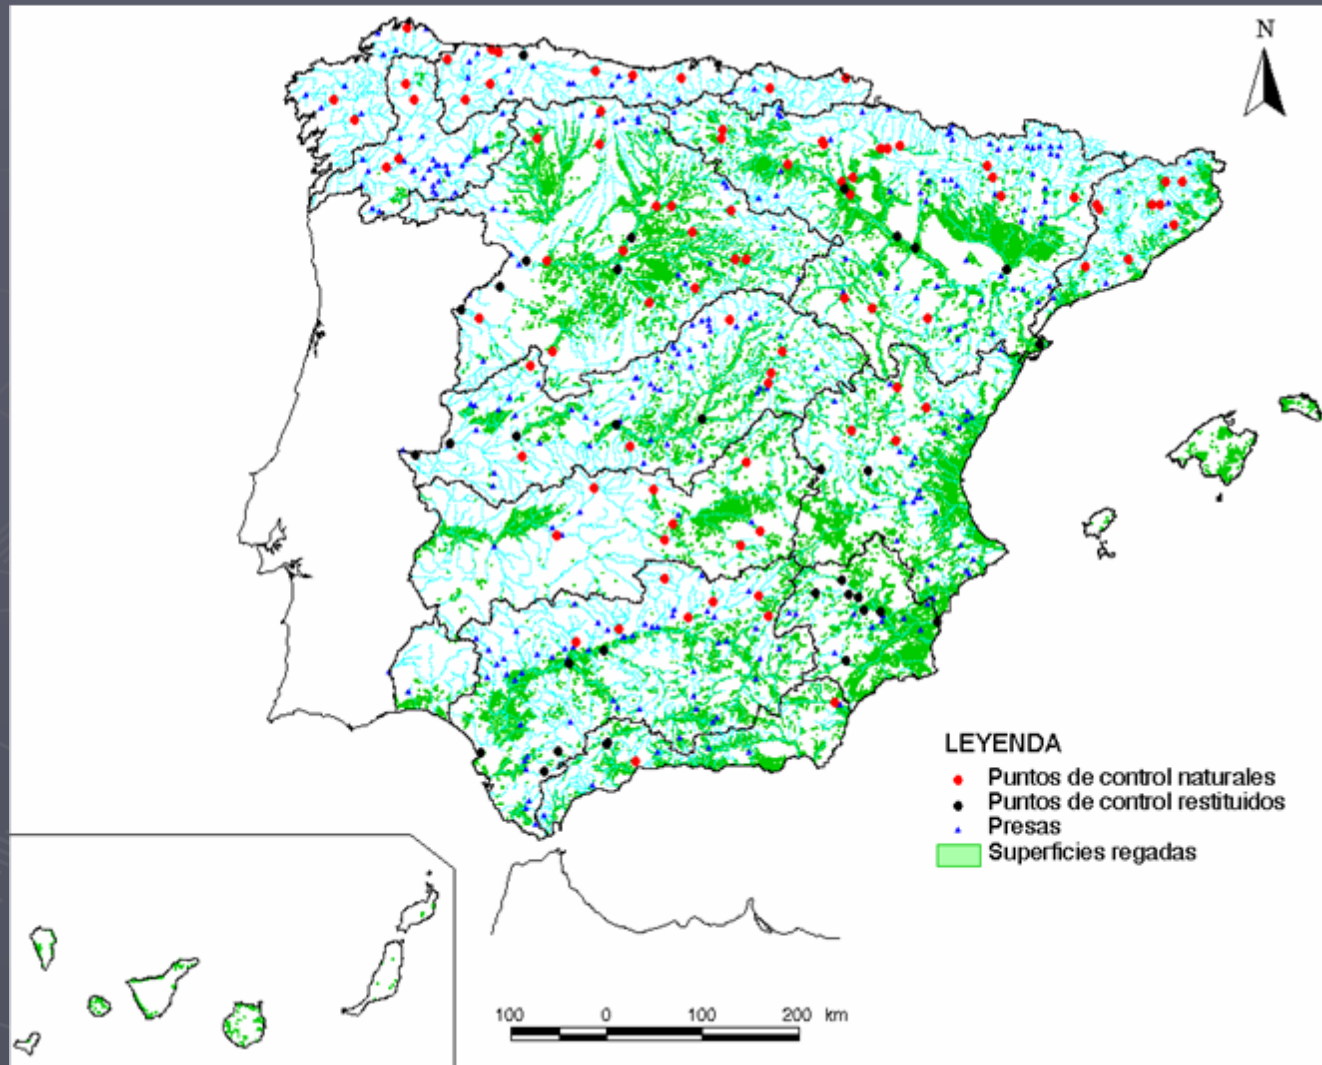 N
LEYENDA
Puntos de control naturales
Puntos de control restituidos
Presas
Superficies regadas
100 0 100 200 km